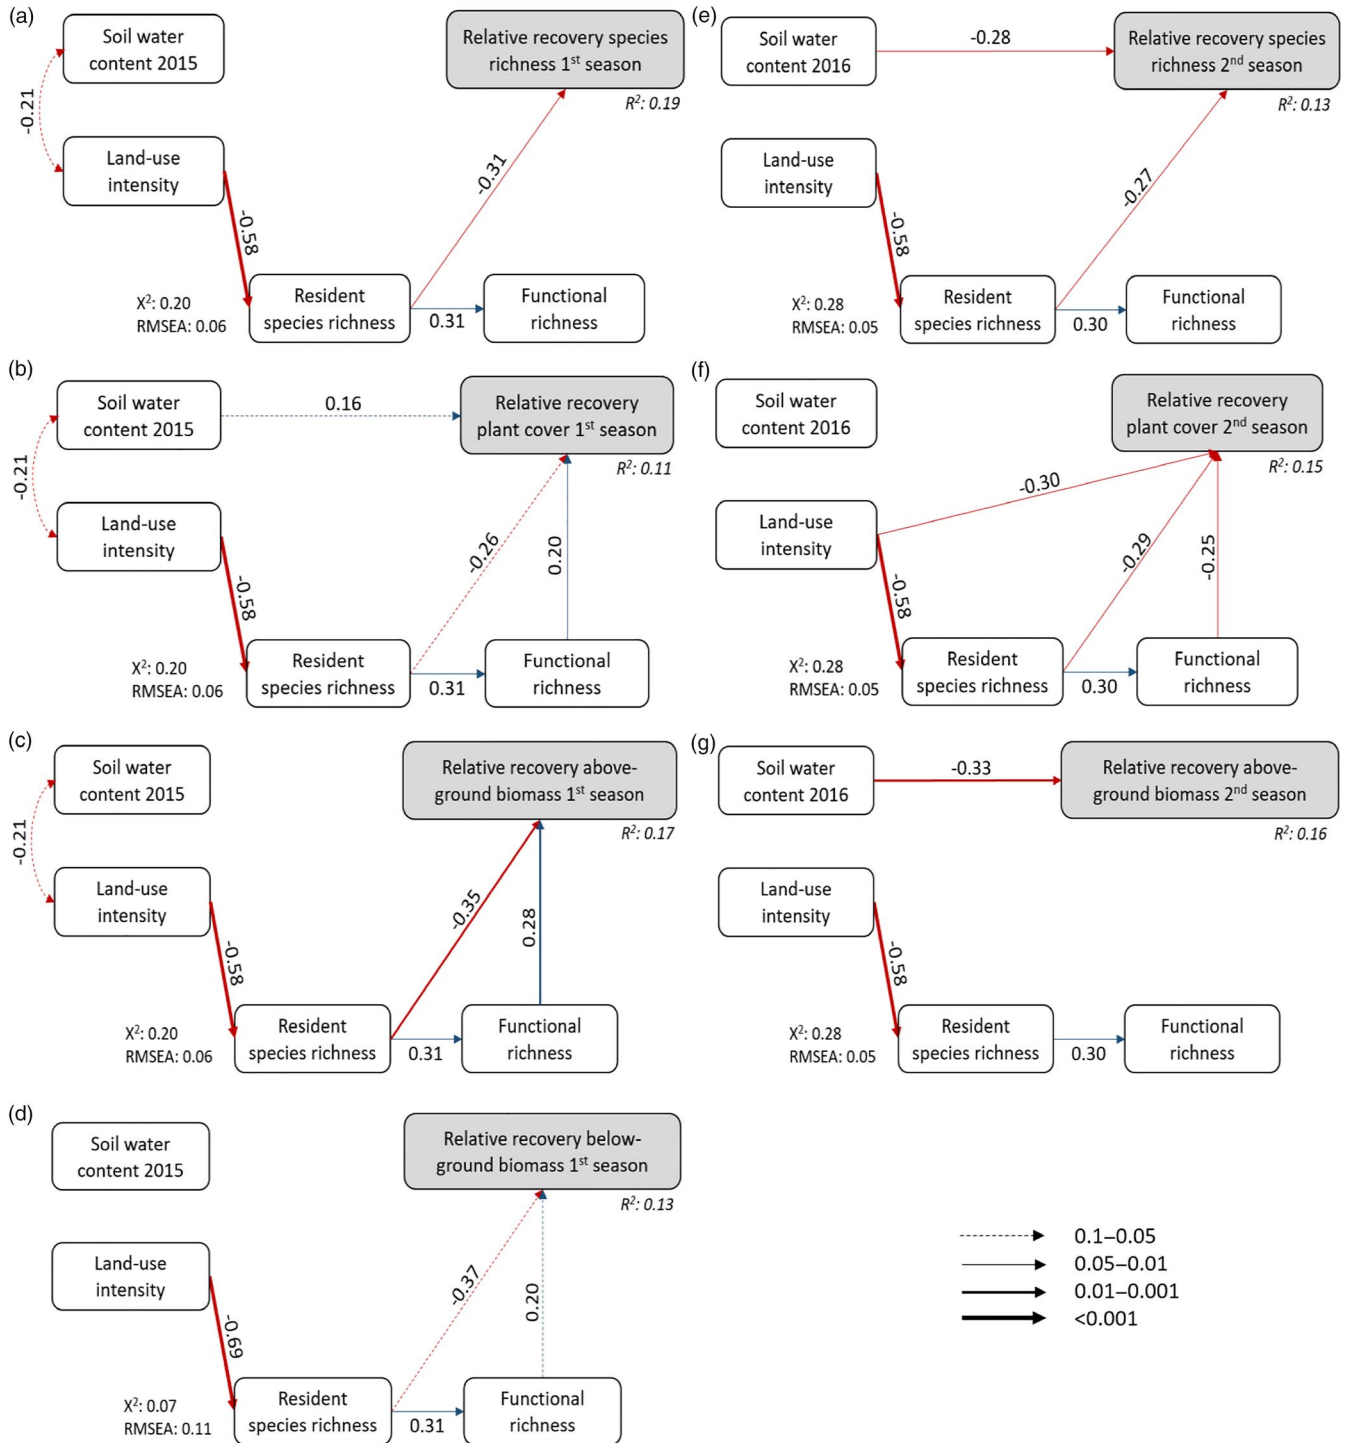 (a)
Soil water
content 2015
Relative recovery species
richness 1st season
R2: 0.19
-0.21
Land-use
intensity
-0.31
-0.58
X2: 0.20
RMSEA: 0.06
Resident
species richness
0.31
Functional
richness
(b)
Soil water
content 2015
0.16
Relative recovery
plant cover 1st season
R2: 0.11
-0.21
Land-use
intensity
-0.26
0.20
-0.58
X2: 0.20
RMSEA: 0.06
Resident
species richness
0.31
Functional
richness
(c)
Soil water
content 2015
Relative recovery above-
ground biomass 1st season
R2: 0.17
-0.21
Land-use
intensity
-0.35
0.28
-0.58
X2: 0.20
RMSEA: 0.06
Resident
species richness
0.31
Functional
richness
(d)
Soil water
content 2015
Relative recovery below-
ground biomass 1st season
R2: 0.13
Land-use
intensity
-0.37
0.20
-0.69
X2: 0.07
RMSEA: 0.11
Resident
species richness
0.31
Functional
richness
(e)
Soil water
content 2016
-0.28
Relative recovery species
richness 2nd season
R2: 0.13
Land-use
intensity
-0.27
-0.58
X2: 0.28
RMSEA: 0.05
Resident
species richness
0.30
Functional
richness
(f)
Soil water
content 2016
Relative recovery
plant cover 2nd season
R2: 0.15
-0.30
Land-use
intensity
-0.29
-0.25
-0.58
X2: 0.28
RMSEA: 0.05
Resident
species richness
0.30
Functional
richness
(g)
Soil water
content 2016
-0.33
Relative recovery above-
ground biomass 2nd season
R2: 0.16
Land-use
intensity
-0.58
X2: 0.28
RMSEA: 0.05
Resident
species richness
0.30
Functional
richness
0.1–0.05
0.05–0.01
0.01–0.001
<0.001